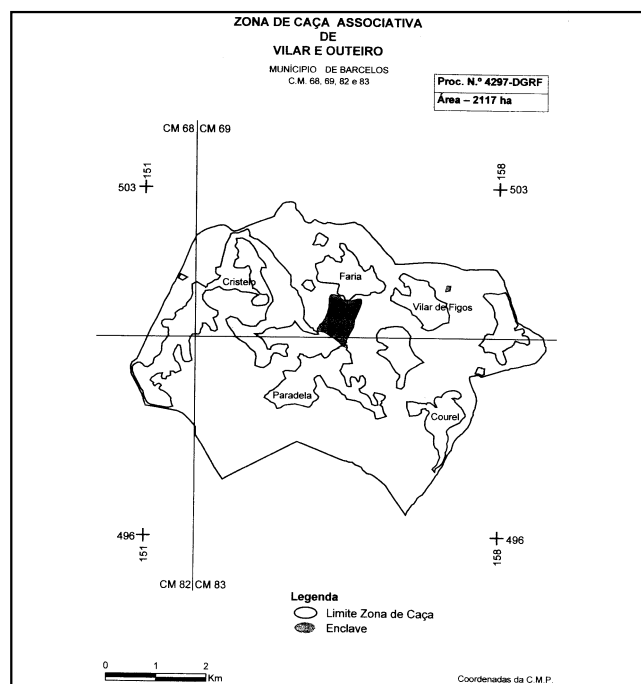 ZONA DE CAÇA ASSOCIATIVA
DE
VILAR E OUTEIRO
MUNÍCIPIO DE BARCELOS
C.M. 68, 69, 82 e 83
Proc. N.º 4297-DGRF
Área – 2117 ha
CM 68 CM 69
151
503
158
503
Cristelo
Faria
Vilar de Figos
Paradela
Courel
496
151
496
158
CM 82 CM 83
Legenda
Limite Zona de Caça
Enclave
0 1 2
Km
Coordenadas da C.M.P.